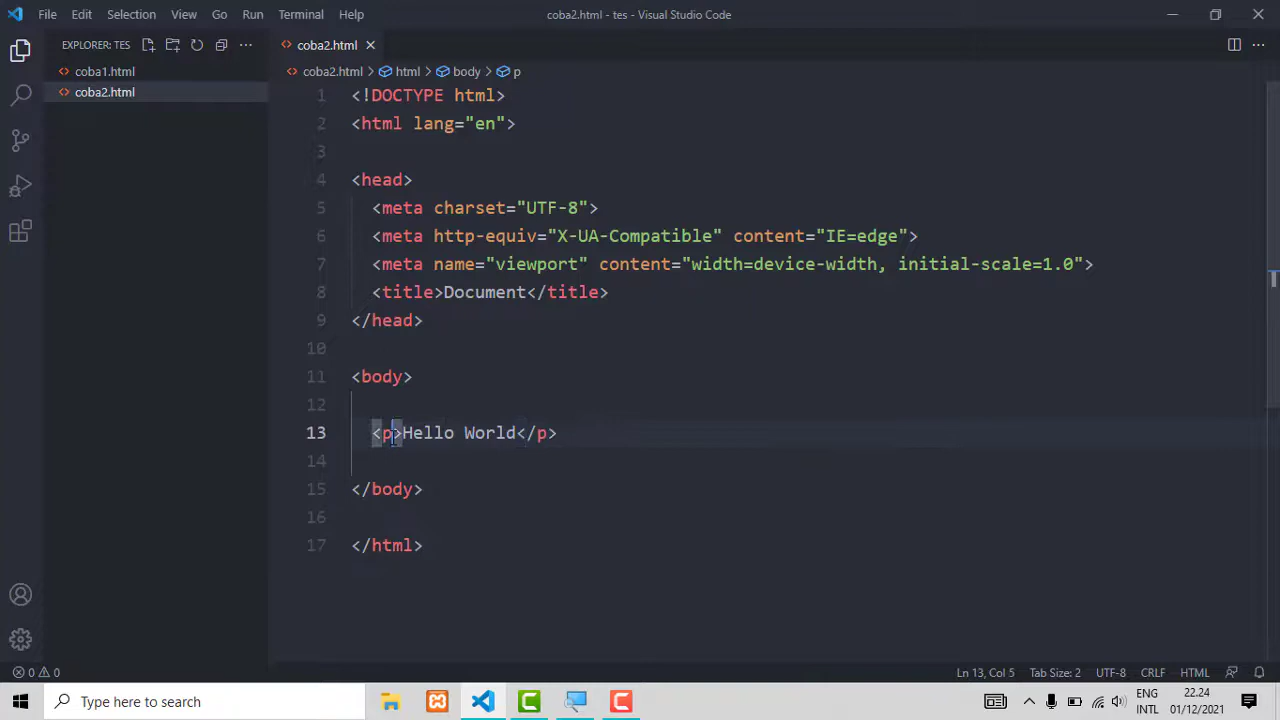 File Edit Selection View Go Run Terminal Help
coba2.html - tes - Visual Studio Code
EXPLORER: TES
coba1.html
coba2.html
coba2.html
coba2.html > html > body > p
1 <!DOCTYPE html>
2 <html lang="en">
3
4 <head>
5 <meta charset="UTF-8">
6 <meta http-equiv="X-UA-Compatible" content="IE=edge">
7 <meta name="viewport" content="width=device-width, initial-scale=1.0">
8 <title>Document</title>
9 </head>
10
11 <body>
12
13 <p>Hello World</p>
14
15 </body>
16
17 </html>
0 0
Ln 13, Col 5 Tab Size: 2 UTF-8 CRLF HTML
Type here to search
ENG
INTL
22.24
01/12/2021